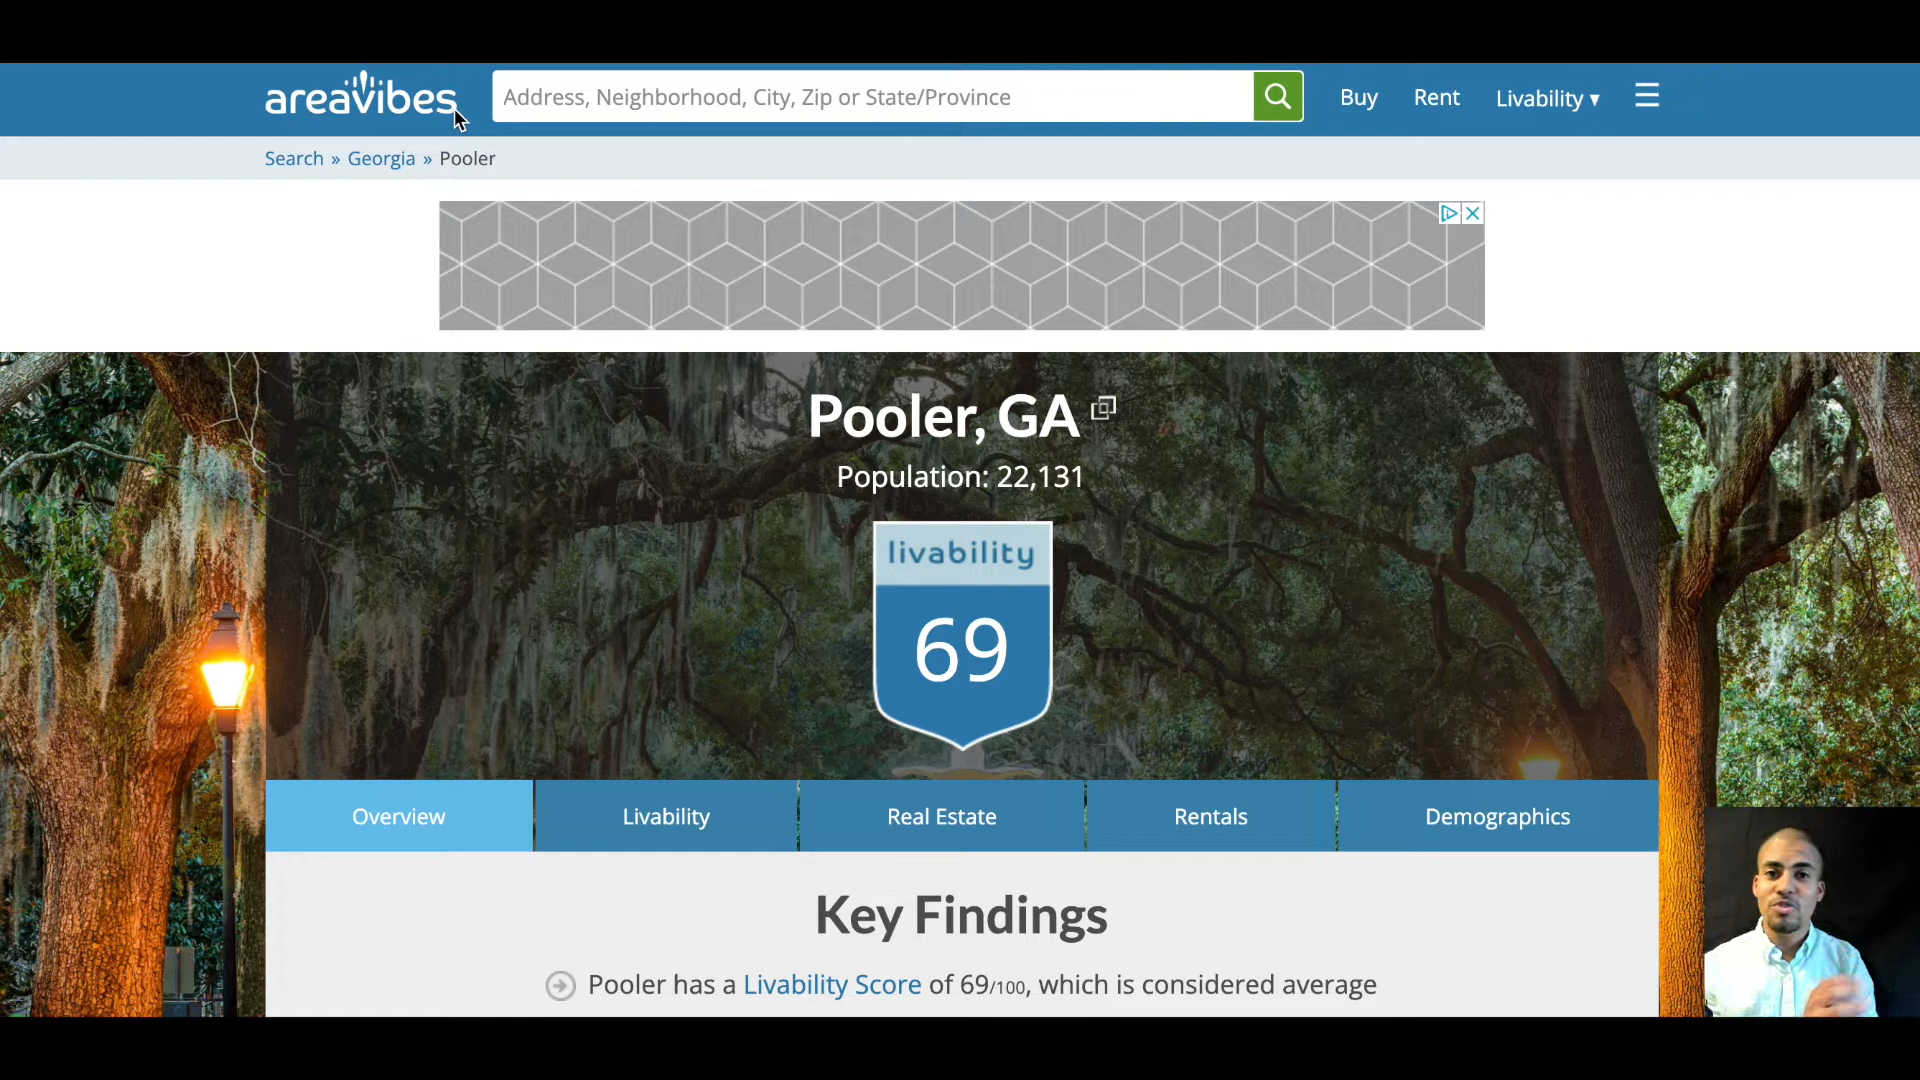 areavibes
Address, Neighborhood, City, Zip or State/Province
Buy
Rent
Livability ▾
Search » Georgia » Pooler
Pooler, GA
Population: 22,131
livability
69
Overview
Livability
Real Estate
Rentals
Demographics
Key Findings
Pooler has a Livability Score of 69/100, which is considered average